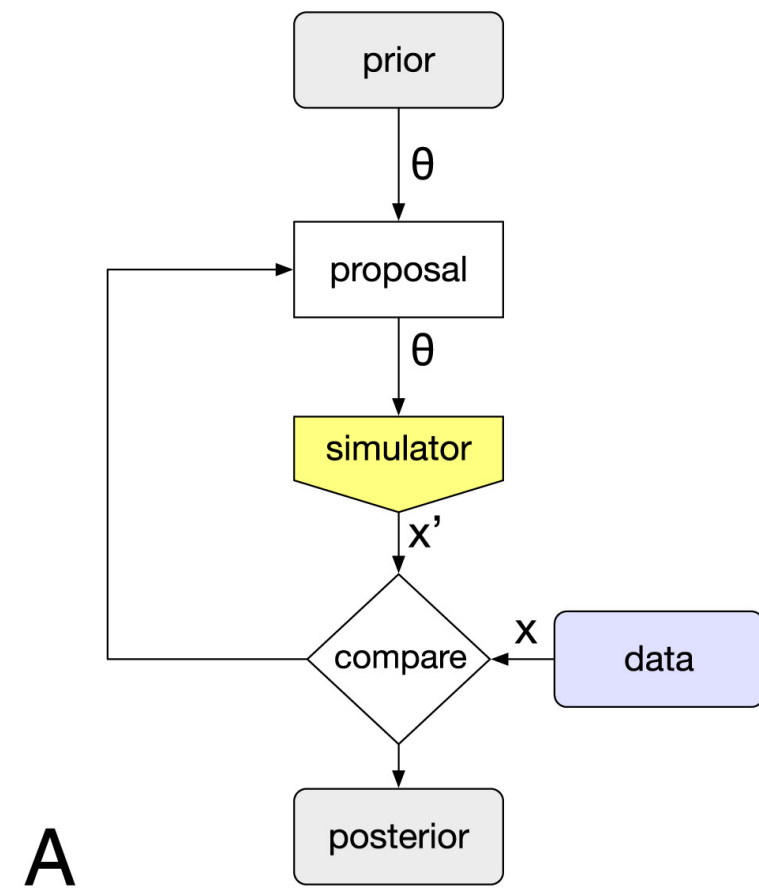 prior
θ
proposal
θ
simulator
x’
compare
x
data
posterior
A